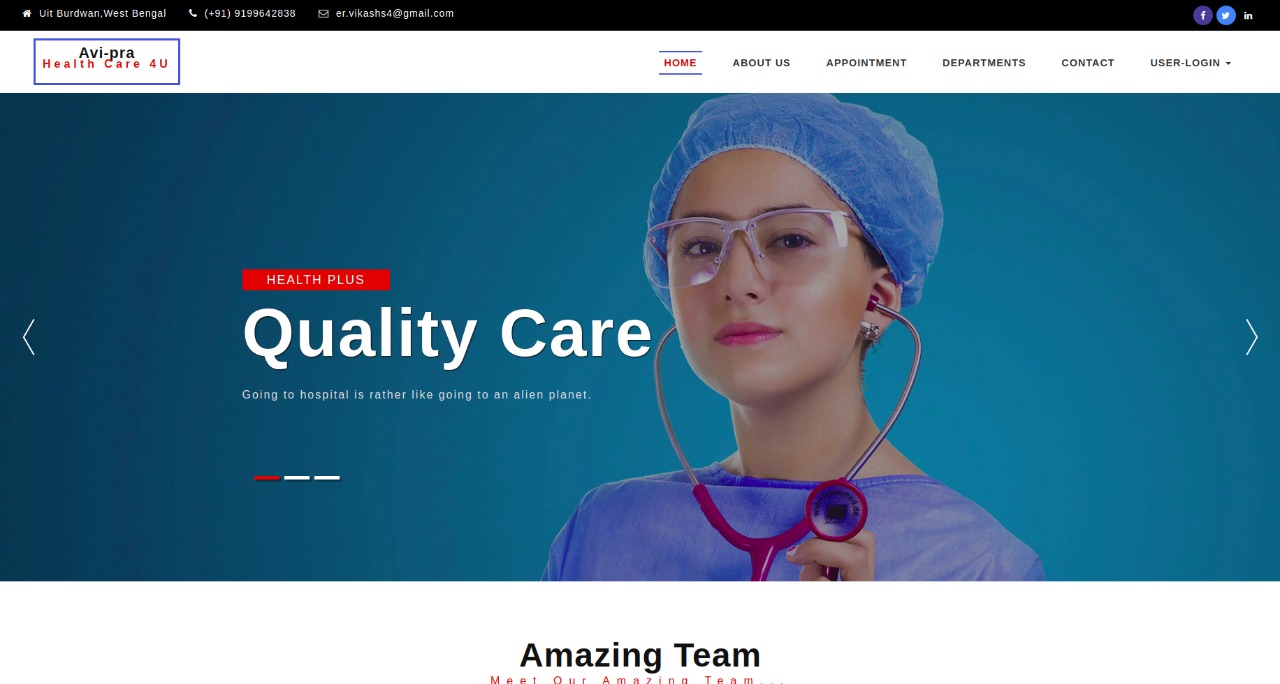 Uit Burdwan,West Bengal (+91) 9199642838 er.vikashs4@gmail.com
Avi-pra
Health Care 4U
HOME ABOUT US APPOINTMENT DEPARTMENTS CONTACT USER-LOGIN
HEALTH PLUS
Quality Care
Going to hospital is rather like going to an alien planet.
Amazing Team
Meet Our Amazing Team...